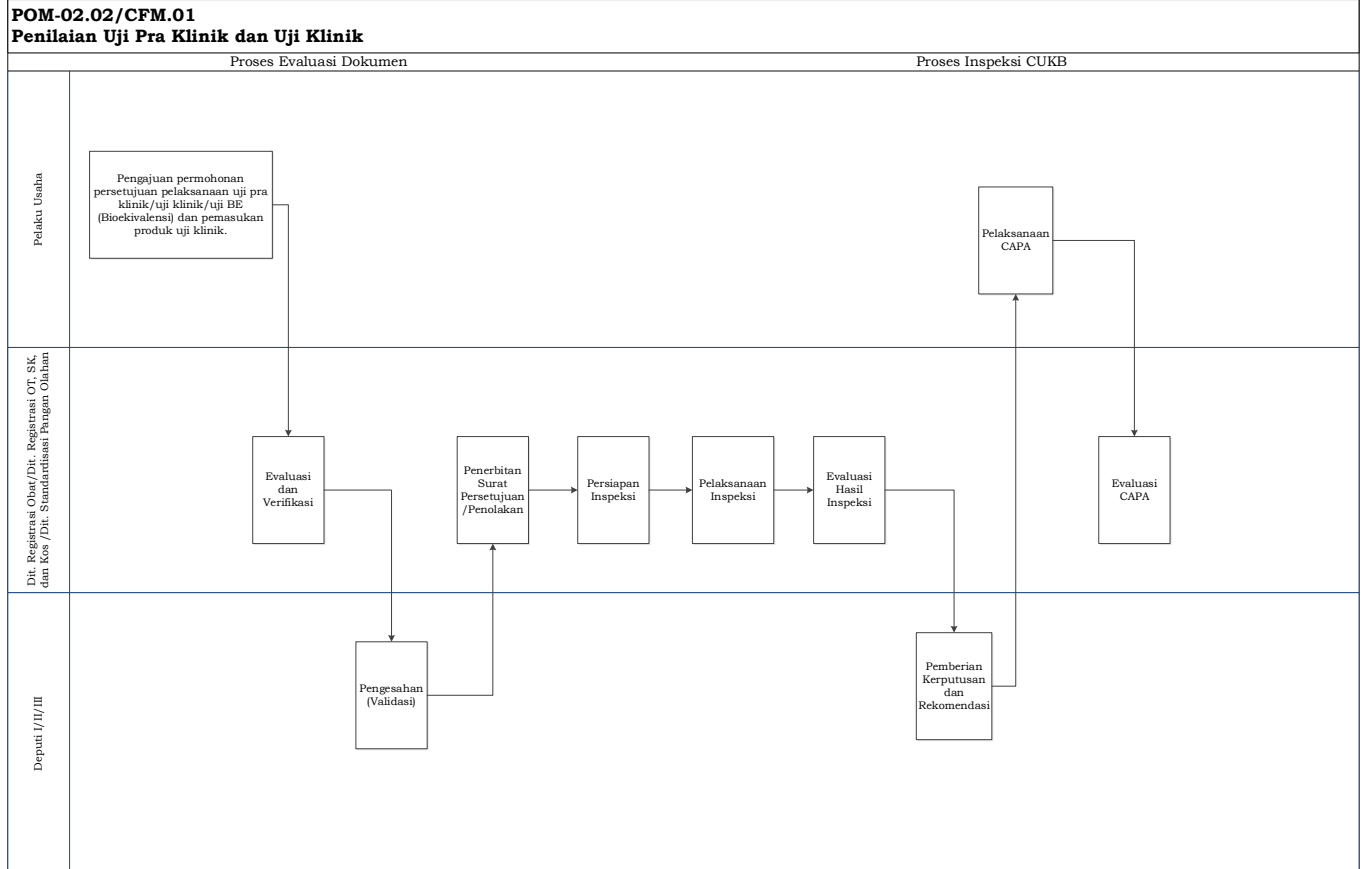 POM-02.02/CFM.01
Penilaian Uji Pra Klinik dan Uji Klinik
Proses Evaluasi Dokumen
Proses Inspeksi CUKB
Pelaku Usaha
Pengajuan permohonan
persetujuan pelaksanaan uji pra
klinik/uji klinik/uji BE
(Bioekivalensi) dan pemasukan
produk uji klinik.
Pelaksanaan
CAPA
Dit. Registrasi Obat/Dit. Registrasi OT, SK,
dan Kos /Dit. Standardisasi Pangan Olahan
Evaluasi
dan
Verifikasi
Penerbitan
Surat
Persetujuan
/Penolakan
Persiapan
Inspeksi
Pelaksanaan
Inspeksi
Evaluasi
Hasil
Inspeksi
Evaluasi
CAPA
Deputi I/II/III
Pengesahan
(Validasi)
Pemberian
Kerputusan
dan
Rekomendasi